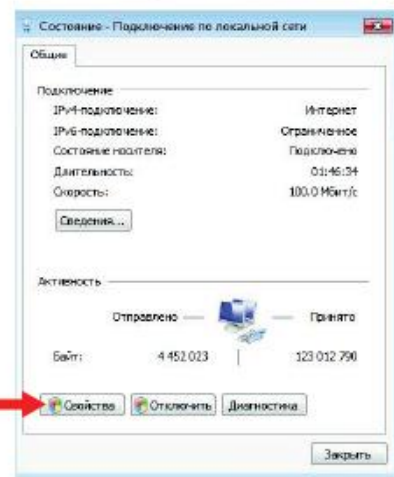 Состояние - Подключение по локальной сети
Общие
Подключение
IPv4-подключение: Интернет
IPv6-подключение: Ограниченное
Состояние носителя: Подключено
Длительность: 01:46:34
Скорость: 100.0 Мбит/с
Сведения...
Активность
Отправлено — Принято
Байт: 4 452 023 | 123 012 790
Свойства Отключить Диагностика
Закрыть